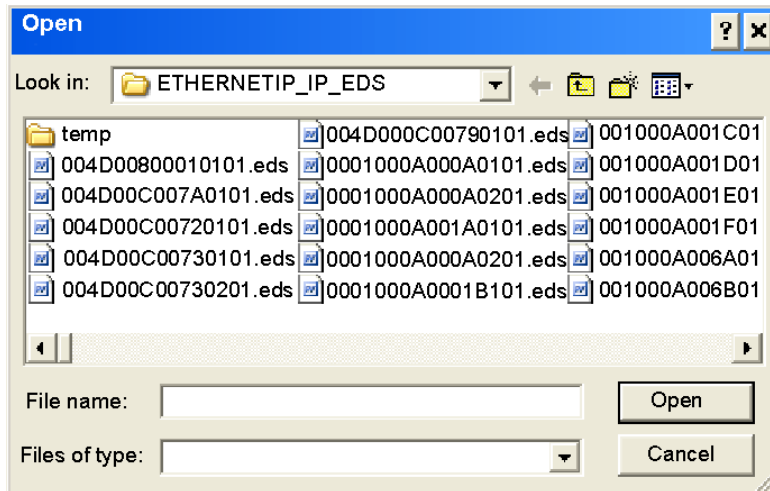 Open
Look in: ETHERNETIP_IP_EDS
temp
004D00800010101.eds
004D00C007A0101.eds
004D00C00720101.eds
004D00C00730101.eds
004D00C00730201.eds
004D000C00790101.eds
0001000A000A0101.eds
0001000A000A0201.eds
0001000A001A0101.eds
0001000A000A0201.eds
0001000A0001B101.eds
001000A001C01
001000A001D01
001000A001E01
001000A001F01
001000A006A01
001000A006B01
File name:
Open
Files of type:
Cancel